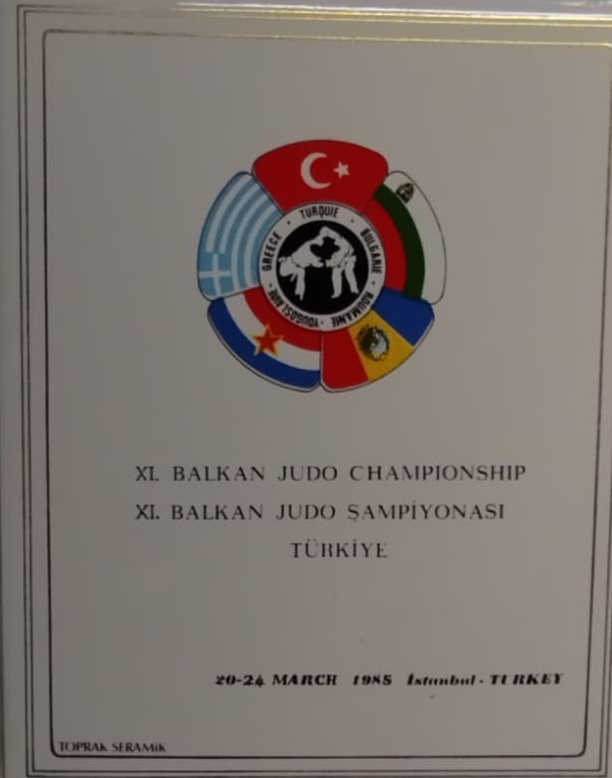 TURQUIE · BULGARIE · ROUMANIE · YOUGOSLAVIE · GREECE ·
XI. BALKAN JUDO CHAMPIONSHIP
XI. BALKAN JUDO ŞAMPİYONASI
TÜRKİYE
20-24 MARCH 1985 İstanbul - TURKEY
TOPRAK SERAMİK